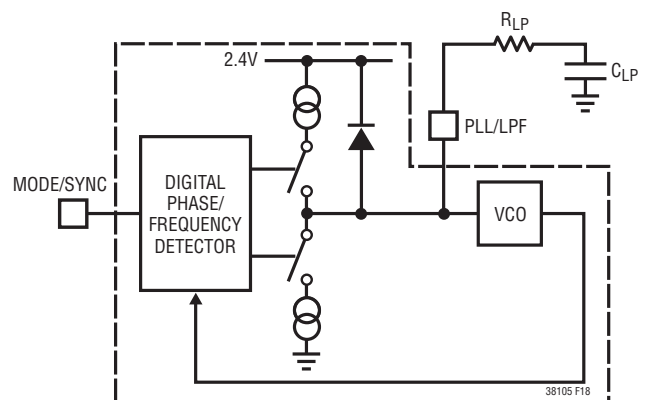 RLP
2.4V
CLP
PLL/LPF
MODE/SYNC
DIGITAL
PHASE/
FREQUENCY
DETECTOR
VCO
38105 F18